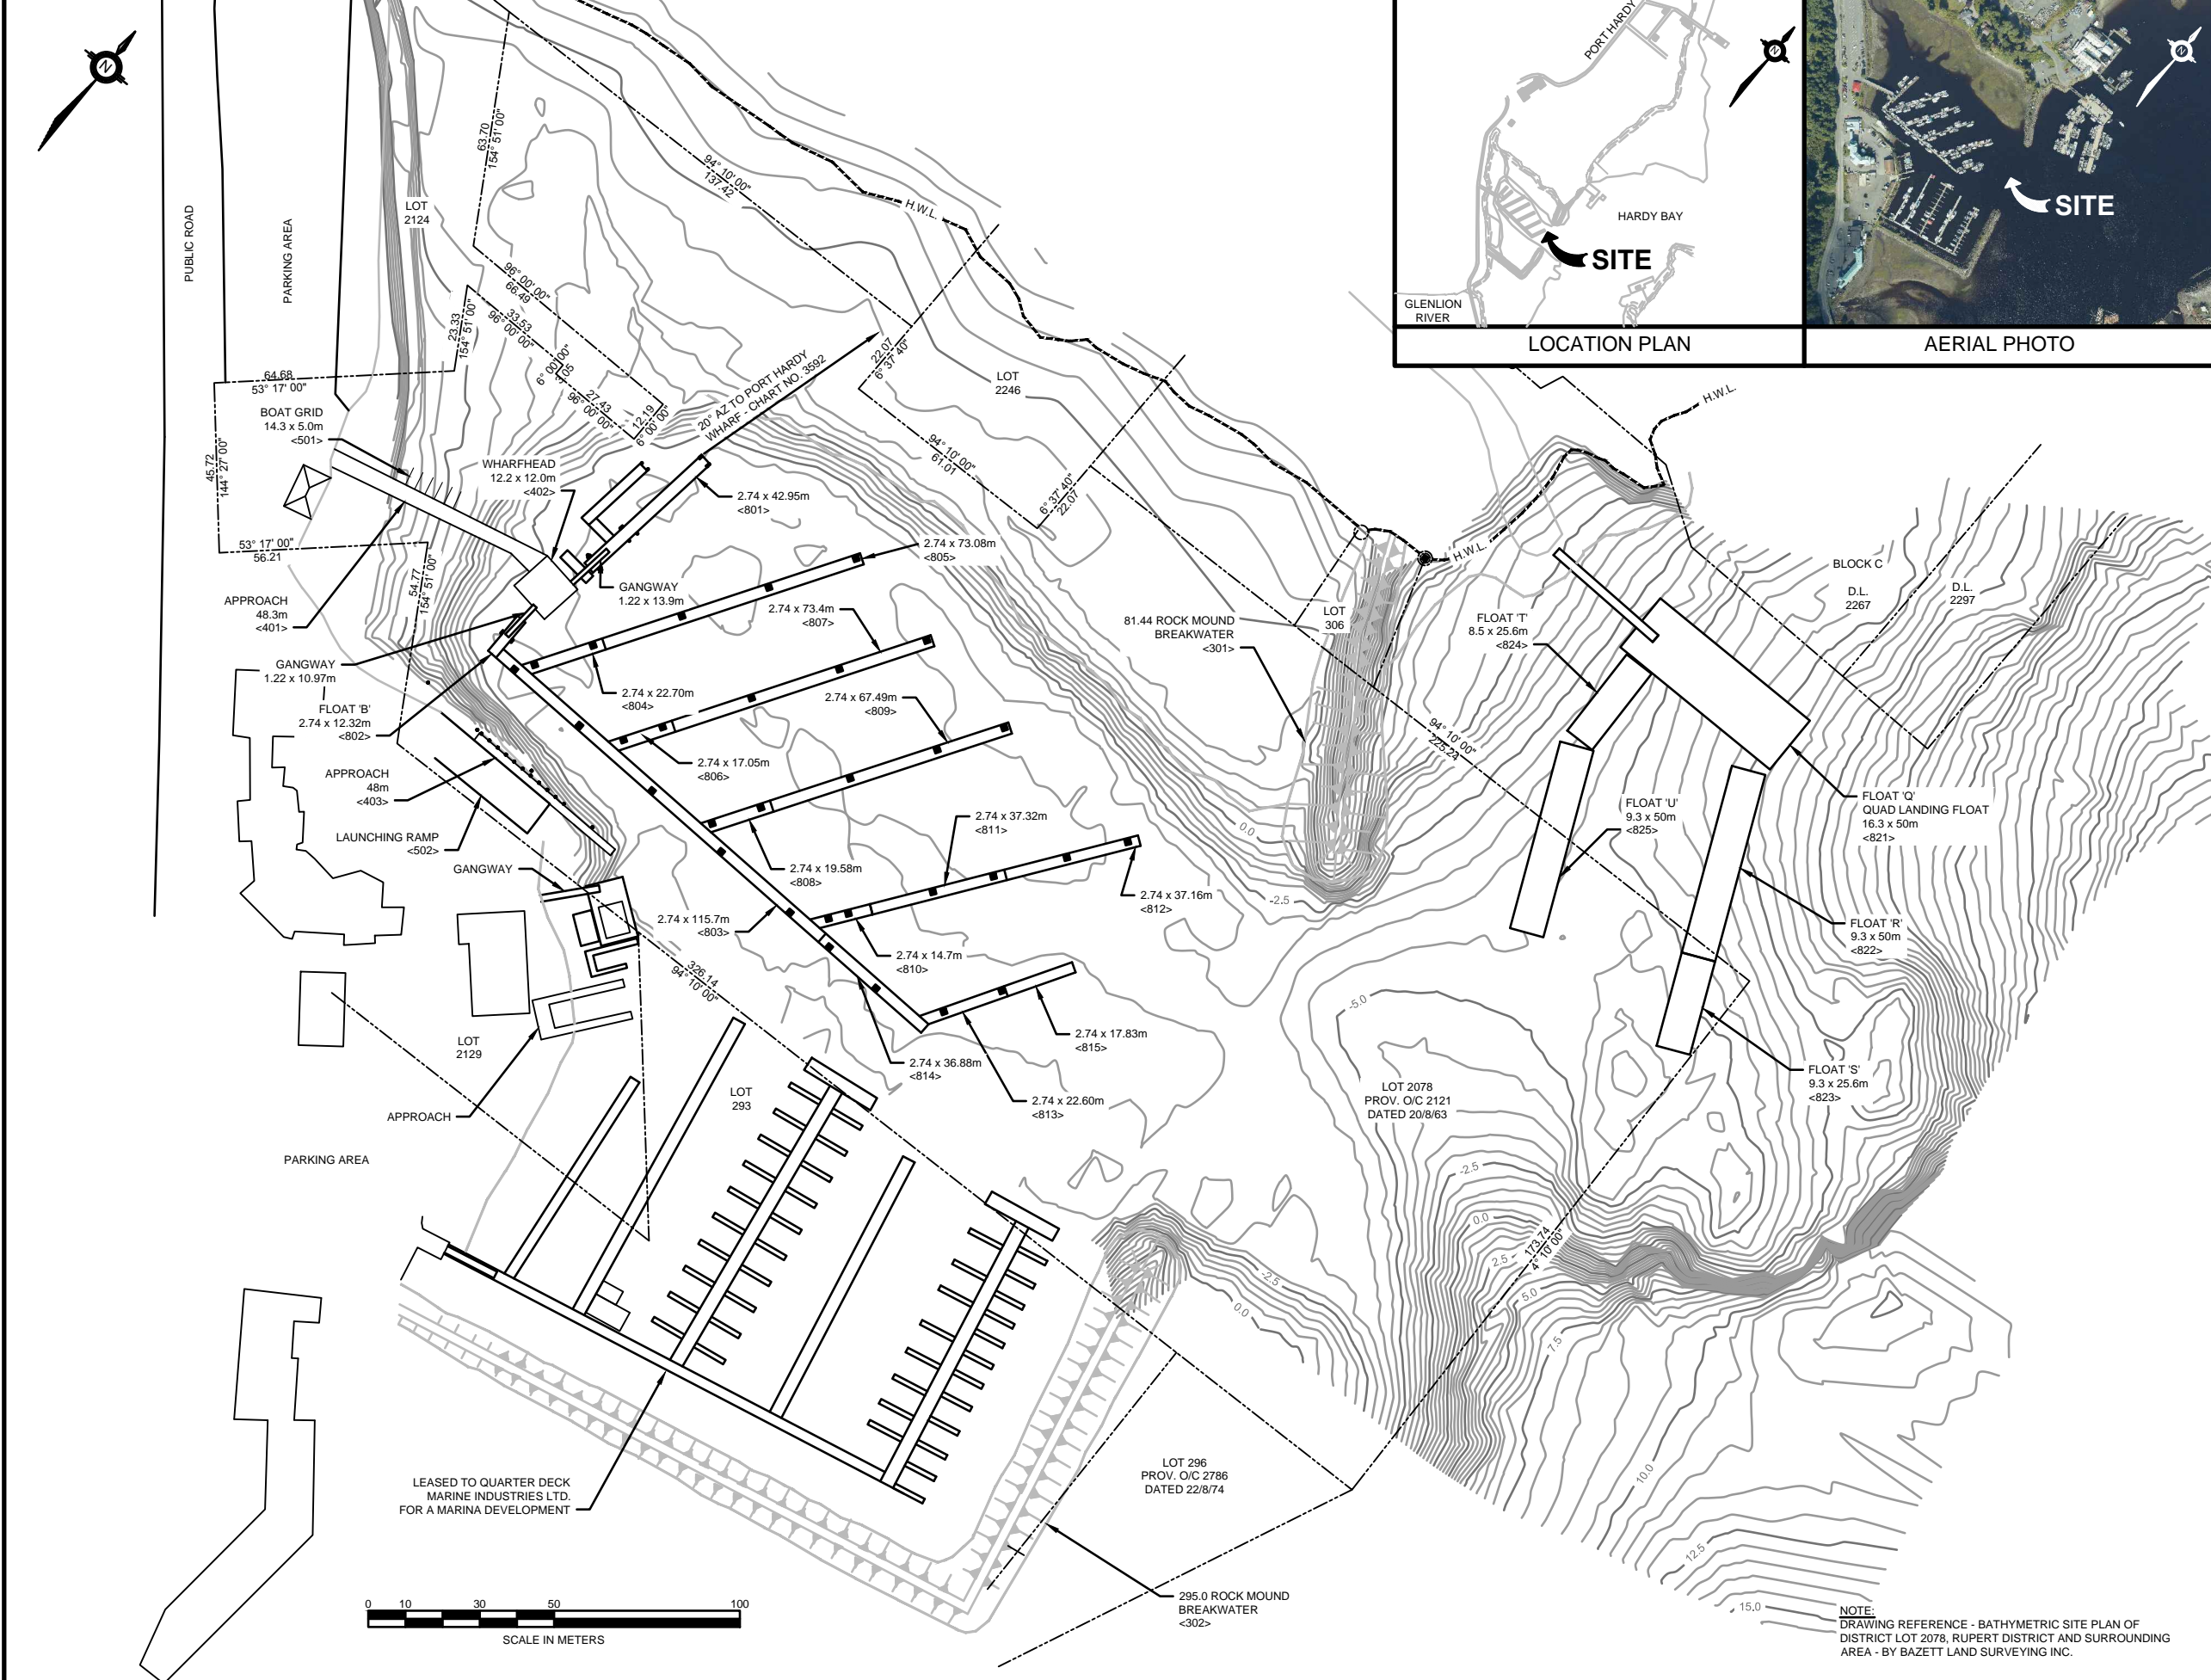 N
PUBLIC ROAD
PARKING AREA
LOT
2124
63.70
154° 51' 00"
94° 10' 00"
137.42
H.W.L.
96° 00' 00"
66.49
33.53
96° 00' 00"
23.33
154° 51' 00"
64.68
53° 17' 00"
6° 00' 00"
3.05
27.43
96° 00' 00"
12.19
6° 00' 00"
20° AZ TO PORT HARDY
WHARF - CHART NO. 3592
22.07
6° 37' 40"
LOT
2246
94° 10' 00"
61.01
6° 37' 40"
22.07
BOAT GRID
14.3 x 5.0m
<501>
45.72
144° 27' 00"
WHARFHEAD
12.2 x 12.0m
<402>
2.74 x 42.95m
<801>
53° 17' 00"
56.21
54.77
154° 51' 00"
2.74 x 73.08m
<805>
GANGWAY
1.22 x 13.9m
APPROACH
48.3m
<401>
2.74 x 73.4m
<807>
GANGWAY
1.22 x 10.97m
2.74 x 22.70m
<804>
2.74 x 67.49m
<809>
FLOAT 'B'
2.74 x 12.32m
<802>
2.74 x 17.05m
<806>
APPROACH
48m
<403>
LAUNCHING RAMP
<502>
GANGWAY
2.74 x 37.32m
<811>
2.74 x 19.58m
<808>
2.74 x 37.16m
<812>
2.74 x 115.7m
<803>
2.74 x 14.7m
<810>
326.14
94° 10' 00"
2.74 x 17.83m
<815>
2.74 x 36.88m
<814>
2.74 x 22.60m
<813>
LOT
2129
LOT
293
APPROACH
PARKING AREA
81.44 ROCK MOUND
BREAKWATER
<301>
LOT
306
H.W.L.
H.W.L.
0.0
-2.5
94° 10' 00"
225.24
FLOAT 'T'
8.5 x 25.6m
<824>
BLOCK C
D.L.
2267
D.L.
2297
FLOAT 'U'
9.3 x 50m
<825>
FLOAT 'Q'
QUAD LANDING FLOAT
16.3 x 50m
<821>
FLOAT 'R'
9.3 x 50m
<822>
FLOAT 'S'
9.3 x 25.6m
<823>
-5.0
LOT 2078
PROV. O/C 2121
DATED 20/8/63
-2.5
0.0
2.5
5.0
7.5
10.0
12.5
15.0
173.74
4° 10' 00"
-2.5
0.0
LOT 296
PROV. O/C 2786
DATED 22/8/74
LEASED TO QUARTER DECK
MARINE INDUSTRIES LTD.
FOR A MARINA DEVELOPMENT
295.0 ROCK MOUND
BREAKWATER
<302>
0 10 30 50 100
SCALE IN METERS
PORT HARDY
N
HARDY BAY
SITE
GLENLION
RIVER
LOCATION PLAN
N
SITE
AERIAL PHOTO
NOTE:
DRAWING REFERENCE - BATHYMETRIC SITE PLAN OF
DISTRICT LOT 2078, RUPERT DISTRICT AND SURROUNDING
AREA - BY BAZETT LAND SURVEYING INC.